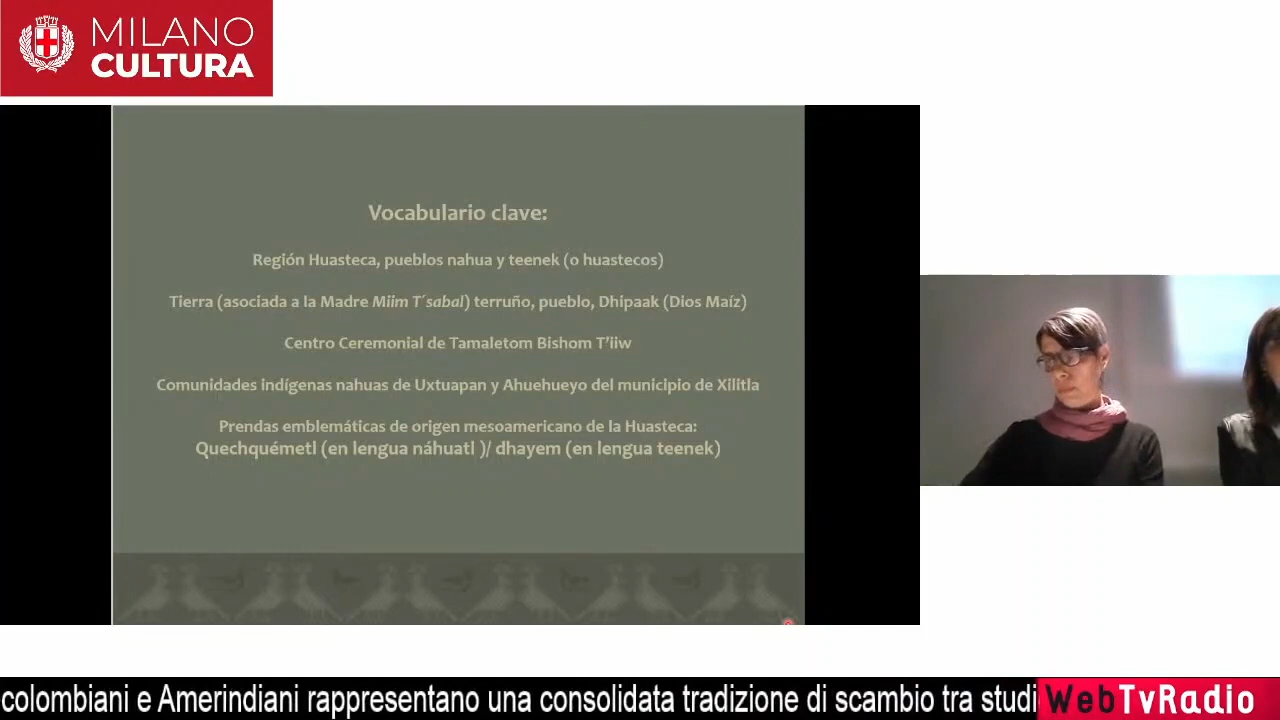 MILANO
CULTURA
Vocabulario clave:
Región Huasteca, pueblos nahua y teenek (o huastecos)
Tierra (asociada a la Madre Miim T´sabal) terruño, pueblo, Dhipaak (Dios Maíz)
Centro Ceremonial de Tamaletom Bishom T’iiw
Comunidades indígenas nahuas de Uxtuapan y Ahuehueyo del municipio de Xilitla
Prendas emblemáticas de origen mesoamericano de la Huasteca:
Quechquémetl (en lengua náhuatl )/ dhayem (en lengua teenek)
colombiani e Amerindiani rappresentano una consolidata tradizione di scambio tra studi
WebTvRadio